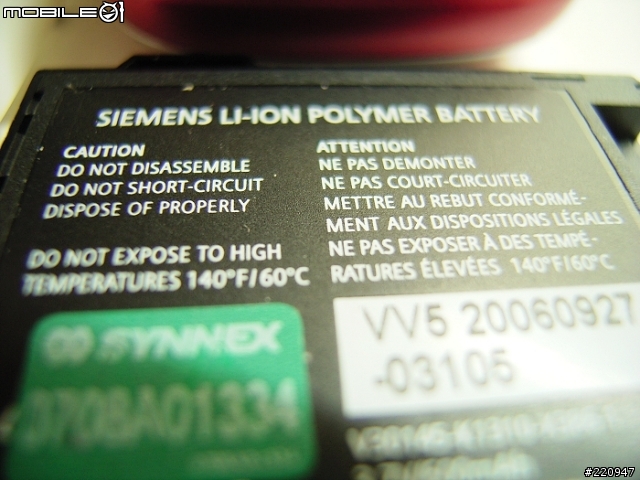 MOBILE01
SIEMENS LI-ION POLYMER BATTERY
CAUTION
DO NOT DISASSEMBLE
DO NOT SHORT-CIRCUIT
DISPOSE OF PROPERLY
DO NOT EXPOSE TO HIGH
TEMPERATURES 140°F/60°C
ATTENTION
NE PAS DEMONTER
NE PAS COURT-CIRCUITER
METTRE AU REBUT CONFORMÉ-
MENT AUX DISPOSITIONS LÉGALES
NE PAS EXPOSER À DES TEMPÉ-
RATURES ÉLEVÉES 140°F/60°C
SYNNEX
3708A01334
VV5 20060927
-03105
#220947